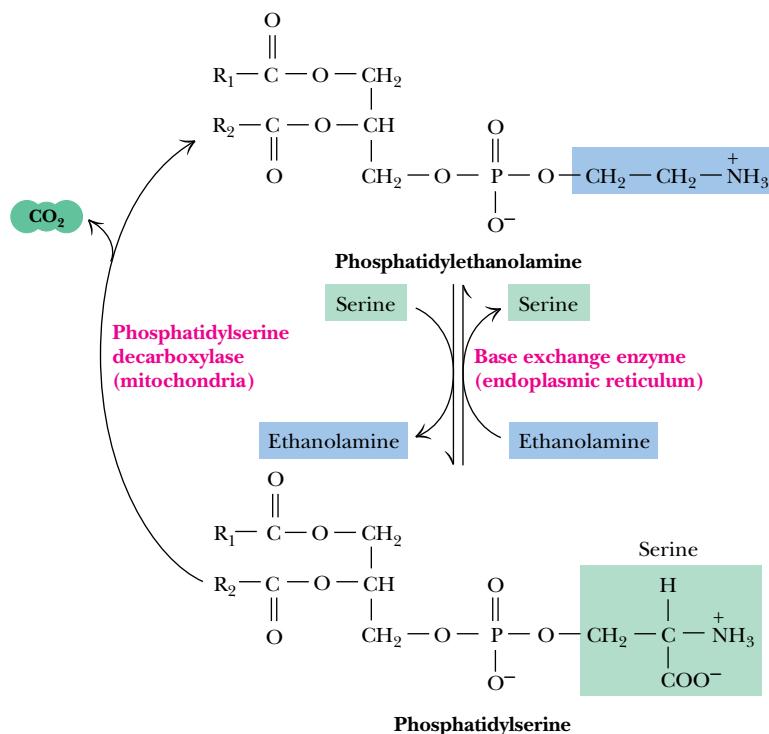 O
R₁—C—O—CH₂
R₂—C—O—CH
O
CH₂—O—P—O—CH₂—CH₂—NH₃⁺
O
O⁻
CO₂
Phosphatidylethanolamine
Serine Serine
Phosphatidylserine
decarboxylase
(mitochondria)
Base exchange enzyme
(endoplasmic reticulum)
Ethanolamine Ethanolamine
O
R₁—C—O—CH₂
Serine
R₂—C—O—CH
O
O
H
CH₂—O—P—O—CH₂—C—NH₃⁺
O⁻
COO⁻
Phosphatidylserine